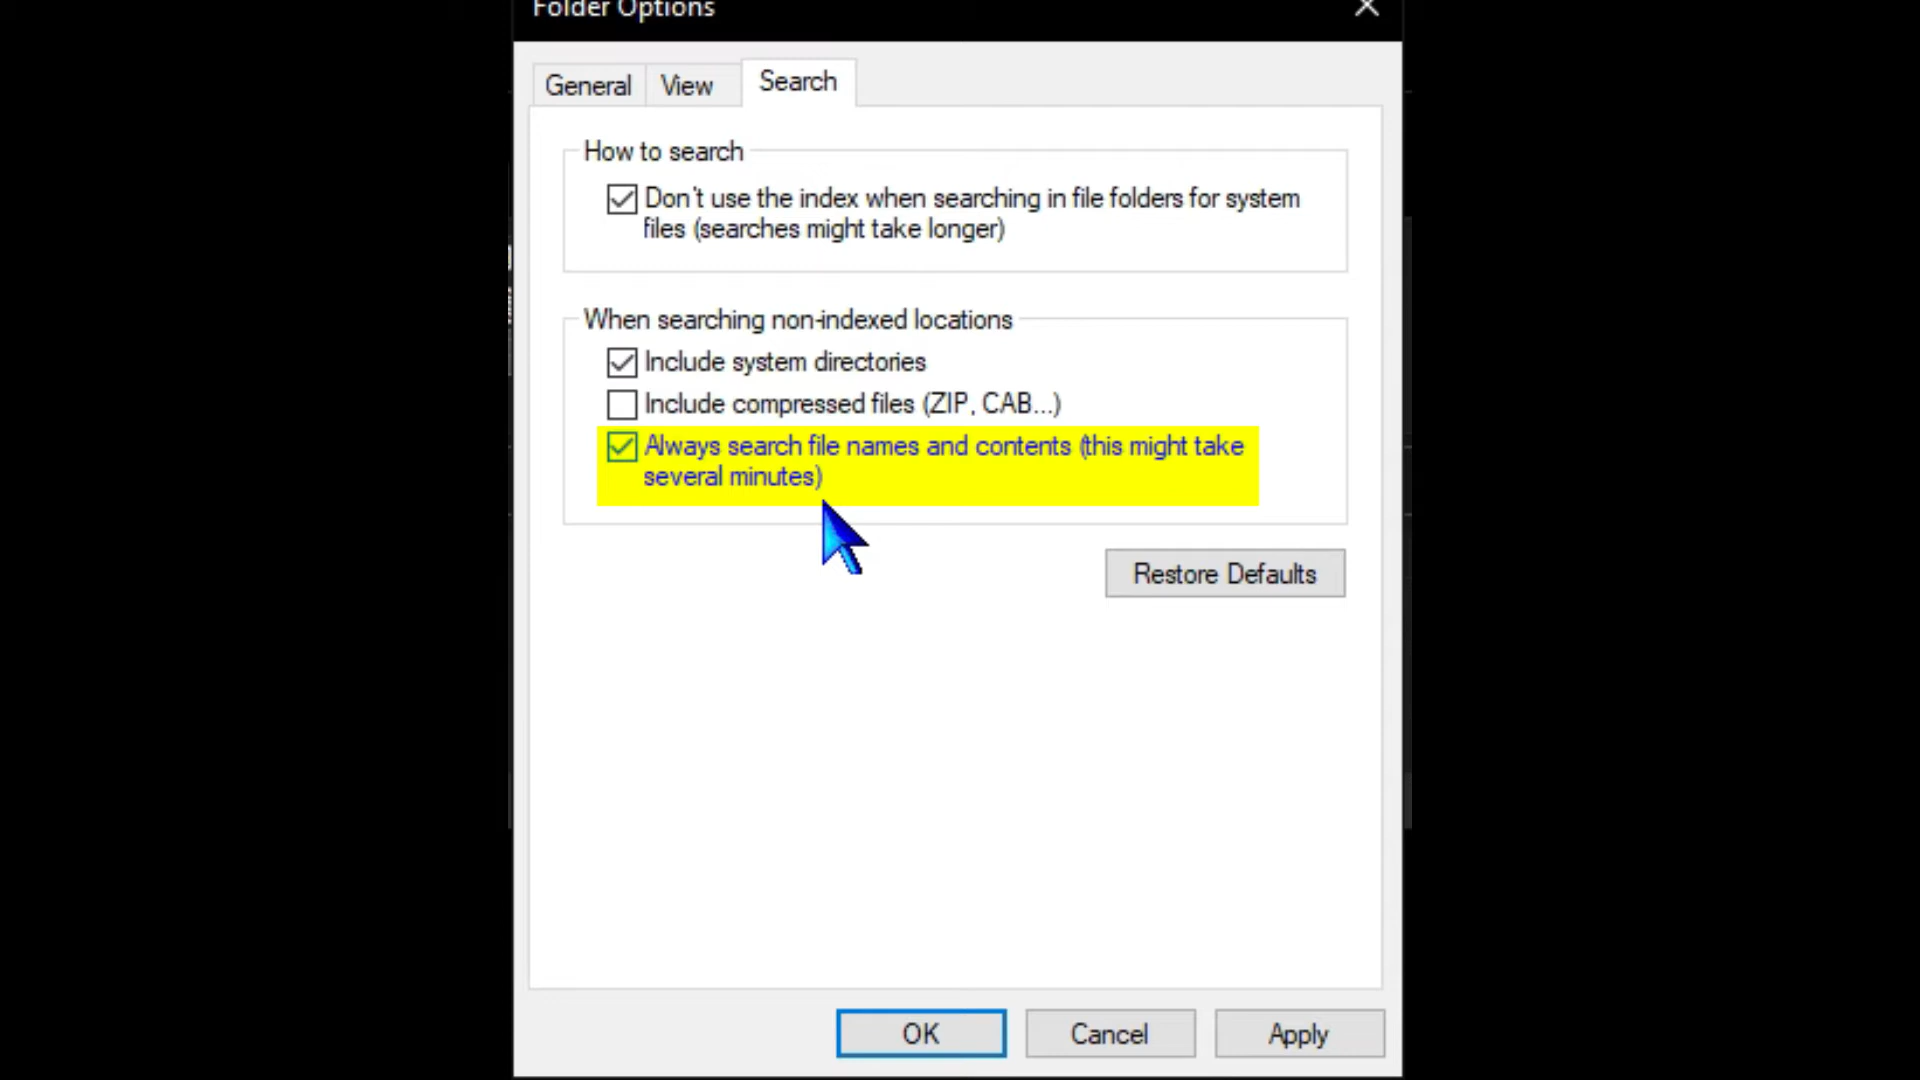 Folder Options
General
View
Search
How to search
Don't use the index when searching in file folders for system
files (searches might take longer)
When searching non-indexed locations
Include system directories
Include compressed files (ZIP, CAB...)
Always search file names and contents (this might take
several minutes)
Restore Defaults
OK
Cancel
Apply